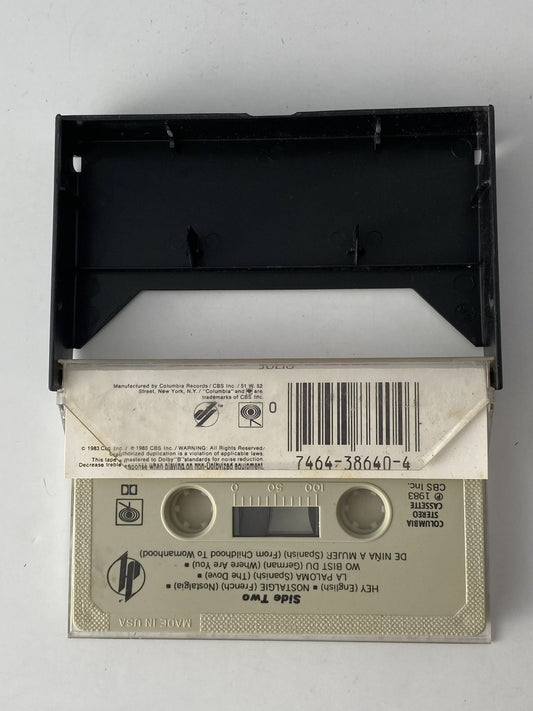 JULIO
Manufactured by Columbia Records / CBS Inc. / 51 W. 52
Street, New York, N.Y. / "Columbia" and are
trademarks of CBS Inc.
TM
0
7464-38640-4
© 1983 CBS Inc. / ℗ 1983 CBS Inc. / WARNING: All Rights Reserved.
Unauthorized duplication is a violation of applicable laws.
This tape mastered to Dolby "B" standards for noise reduction.
Decrease treble response when playing on non-Dolbyized equipment.
COLUMBIA
STEREO
CASSETTE
℗ 1983
CBS Inc.
0 50 100
Side Two
HEY (English) ■ NOSTALGIE (French) (Nostalgia) ■
LA PALOMA (Spanish) (The Dove) ■
WO BIST DU (German) (Where Are You) ■
DE NIÑA A MUJER (Spanish) (From Childhood To Womanhood)
MADE IN USA